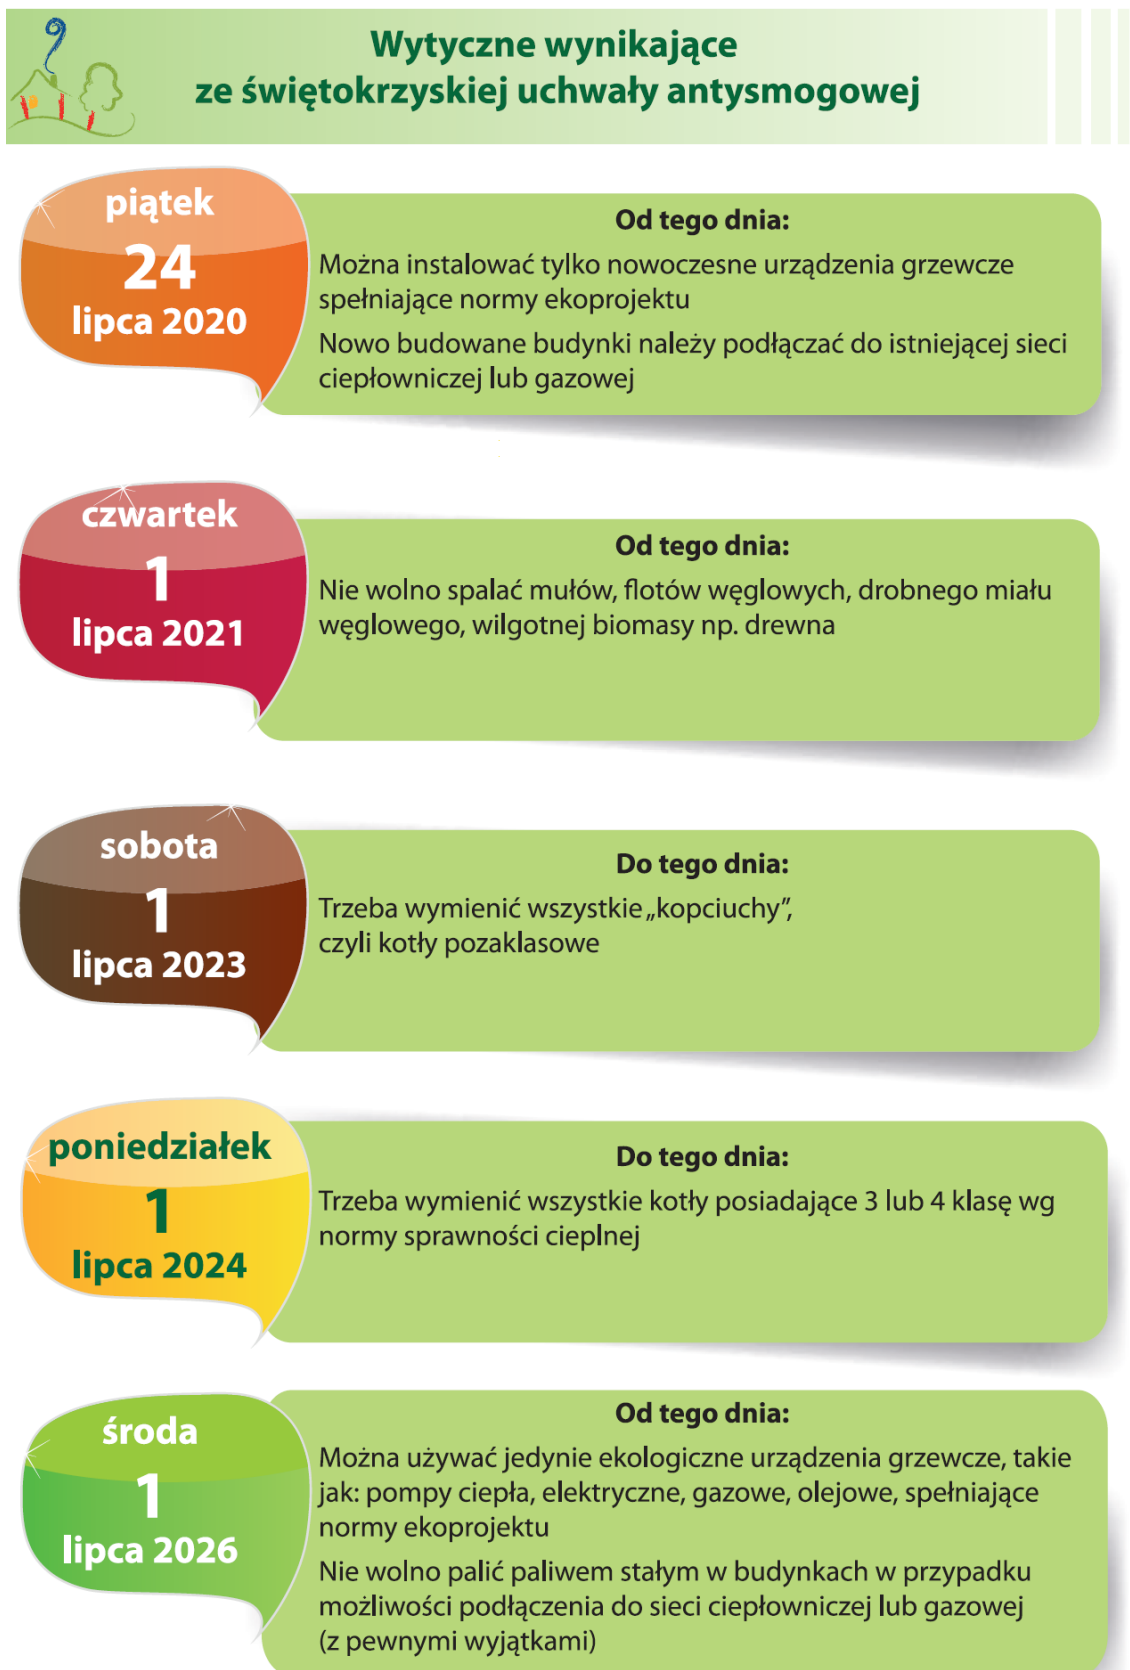 Wytyczne wynikające
ze świętokrzyskiej uchwały antysmogowej
piątek
24
lipca 2020
Od tego dnia:
Można instalować tylko nowoczesne urządzenia grzewcze
spełniające normy ekoprojektu
Nowo budowane budynki należy podłączać do istniejącej sieci
ciepłowniczej lub gazowej
czwartek
1
lipca 2021
Od tego dnia:
Nie wolno spalać mułów, flotów węglowych, drobnego miału
węglowego, wilgotnej biomasy np. drewna
sobota
1
lipca 2023
Do tego dnia:
Trzeba wymienić wszystkie „kopciuchy”,
czyli kotły pozaklasowe
poniedziałek
1
lipca 2024
Do tego dnia:
Trzeba wymienić wszystkie kotły posiadające 3 lub 4 klasę wg
normy sprawności cieplnej
środa
1
lipca 2026
Od tego dnia:
Można używać jedynie ekologiczne urządzenia grzewcze, takie
jak: pompy ciepła, elektryczne, gazowe, olejowe, spełniające
normy ekoprojektu
Nie wolno palić paliwem stałym w budynkach w przypadku
możliwości podłączenia do sieci ciepłowniczej lub gazowej
(z pewnymi wyjątkami)